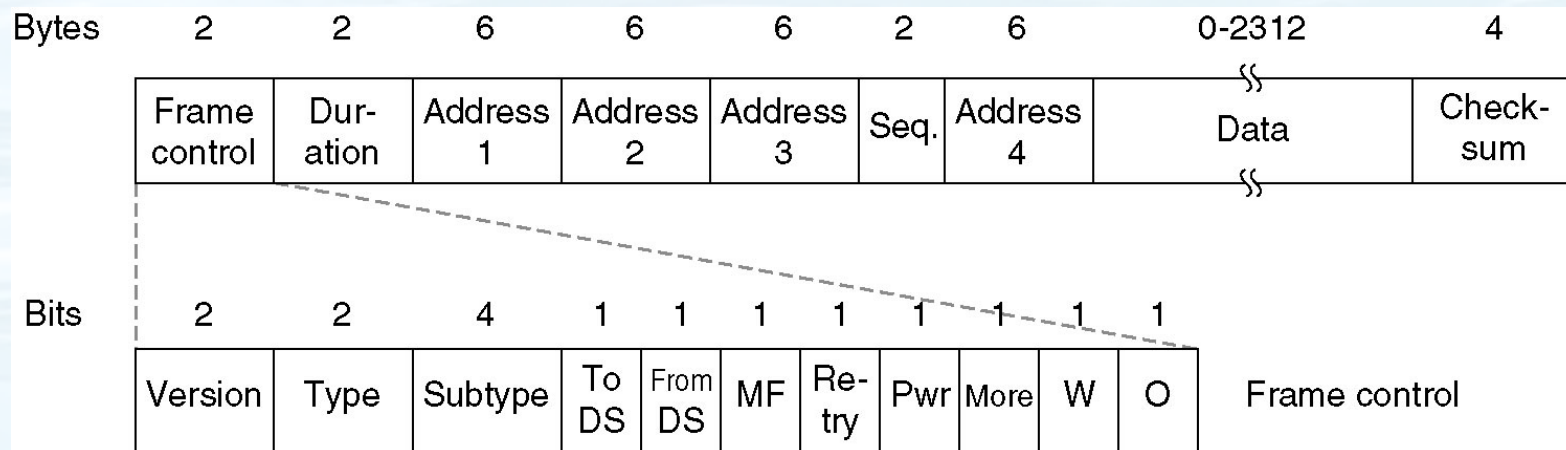 Bytes 2 2 6 6 6 2 6 0-2312 4
Frame control Dur-ation Address 1 Address 2 Address 3 Seq. Address 4 Data Check-sum
Bits 2 2 4 1 1 1 1 1 1 1 1
Version Type Subtype To DS From DS MF Re-try Pwr More W O Frame control